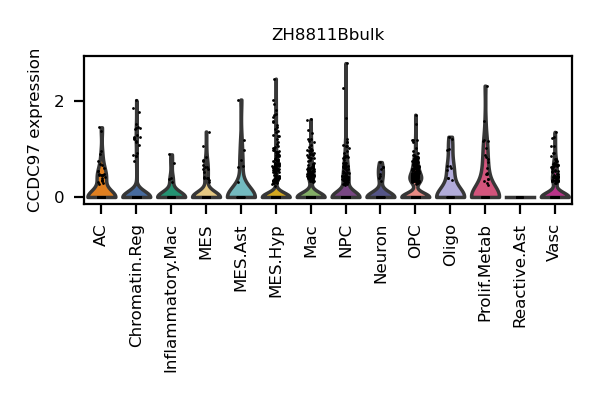 ZH8811Bbulk
CCDC97 expression
2
0
AC
Chromatin.Reg
Inflammatory.Mac
MES
MES.Ast
MES.Hyp
Mac
NPC
Neuron
OPC
Oligo
Prolif.Metab
Reactive.Ast
Vasc